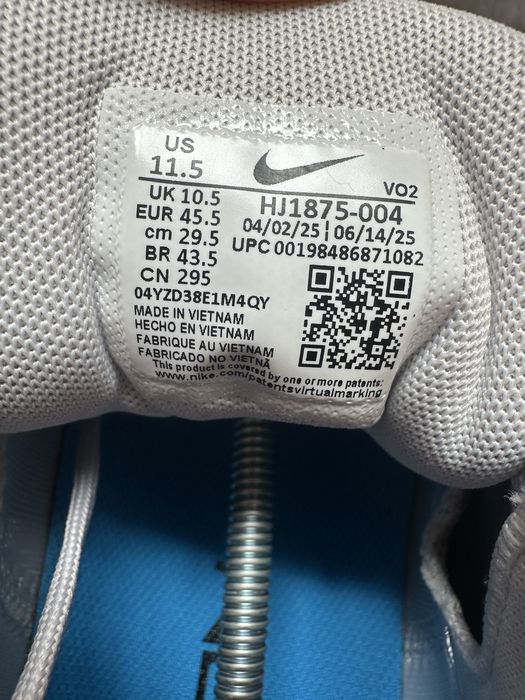 US
11.5
VO2
UK 10.5
EUR 45.5
cm 29.5
BR 43.5
CN 295
HJ1875-004
04/02/25 | 06/14/25
UPC 00198486871082
04YZD38E1M4QY
MADE IN VIETNAM
HECHO EN VIETNAM
FABRIQUE AU VIETNAM
FABRICADO NO VIETNÃ
This product is covered by one or more patents:
www.nike.com/patentsvirtualmarking